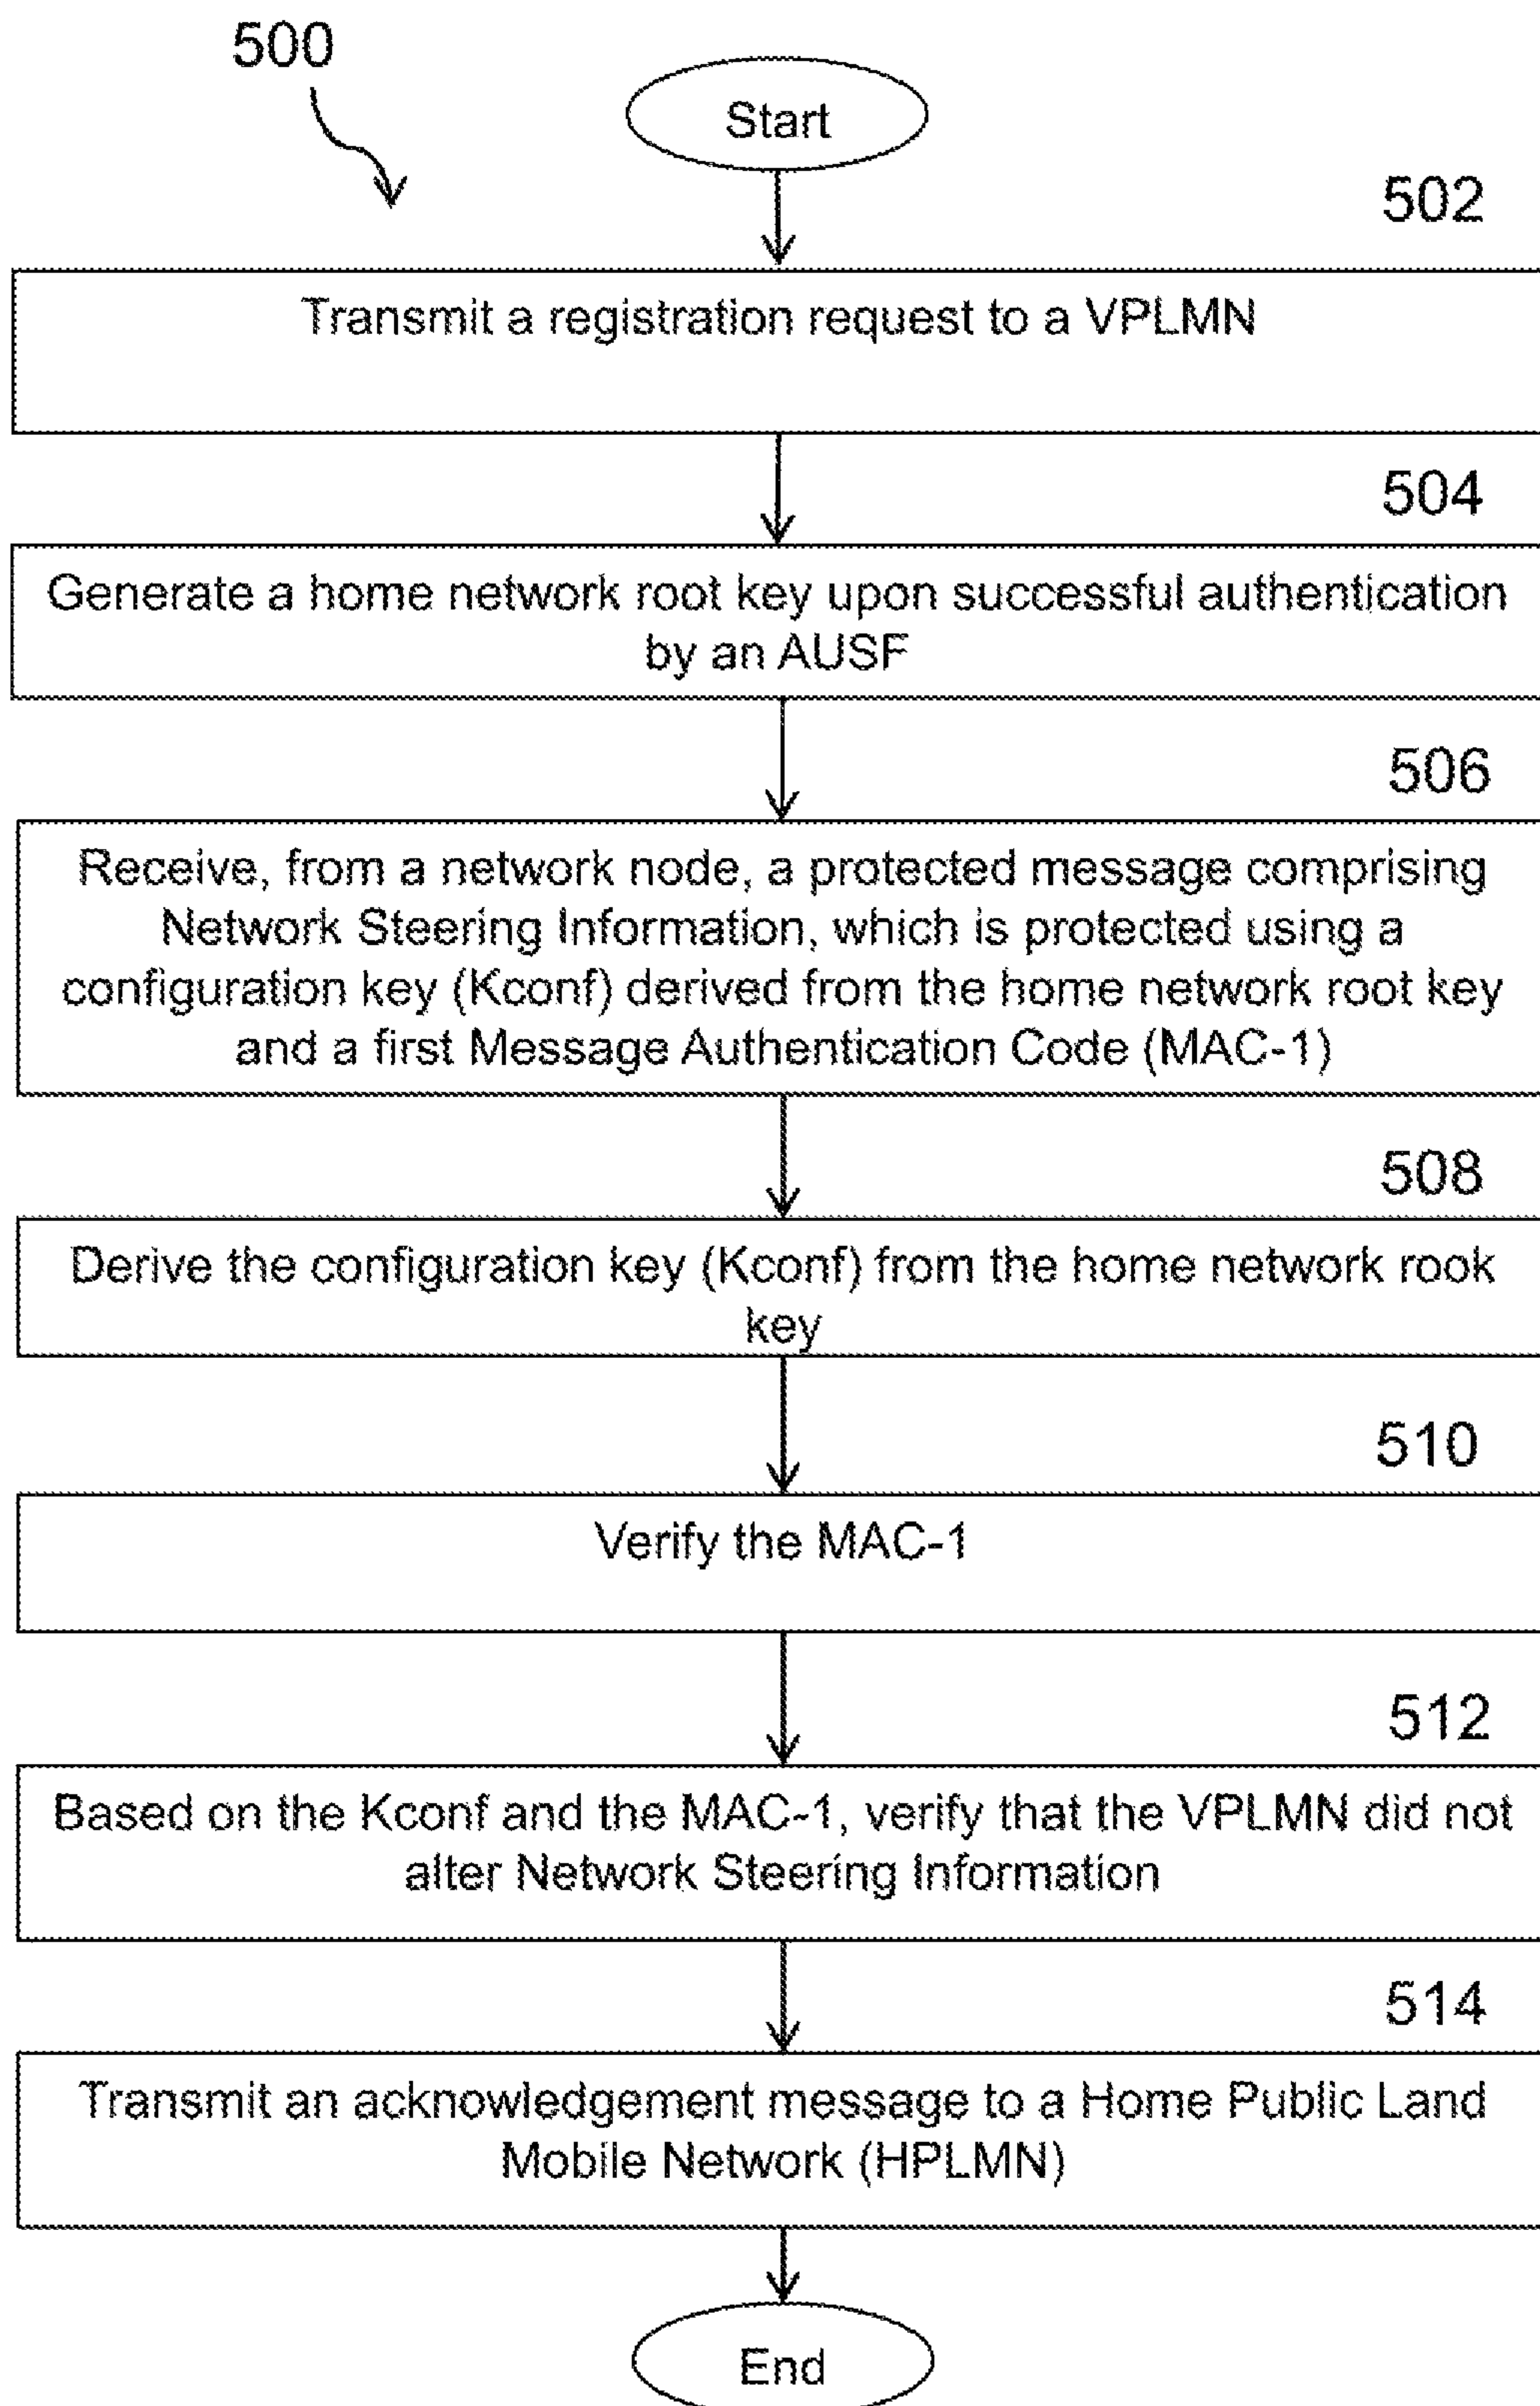 500
Start
502
Transmit a registration request to a VPLMN
504
Generate a home network root key upon successful authentication
by an AUSF
506
Receive, from a network node, a protected message comprising
Network Steering Information, which is protected using a
configuration key (Kconf) derived from the home network root key
and a first Message Authentication Code (MAC-1)
508
Derive the configuration key (Kconf) from the home network rook
key
510
Verify the MAC-1
512
Based on the Kconf and the MAC-1, verify that the VPLMN did not
alter Network Steering Information
514
Transmit an acknowledgement message to a Home Public Land
Mobile Network (HPLMN)
End